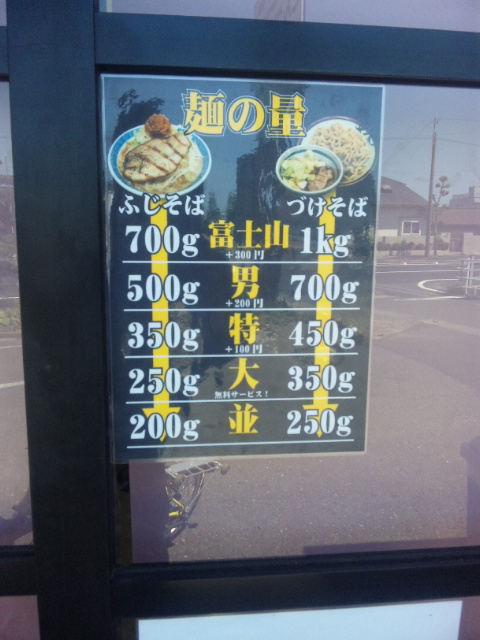 麺の量
ふじそば づけそば
700g 富士山 1kg
+300円
500g 男 700g
+200円
350g 特 450g
+100円
250g 大 350g
無料サービス!
200g 並 250g